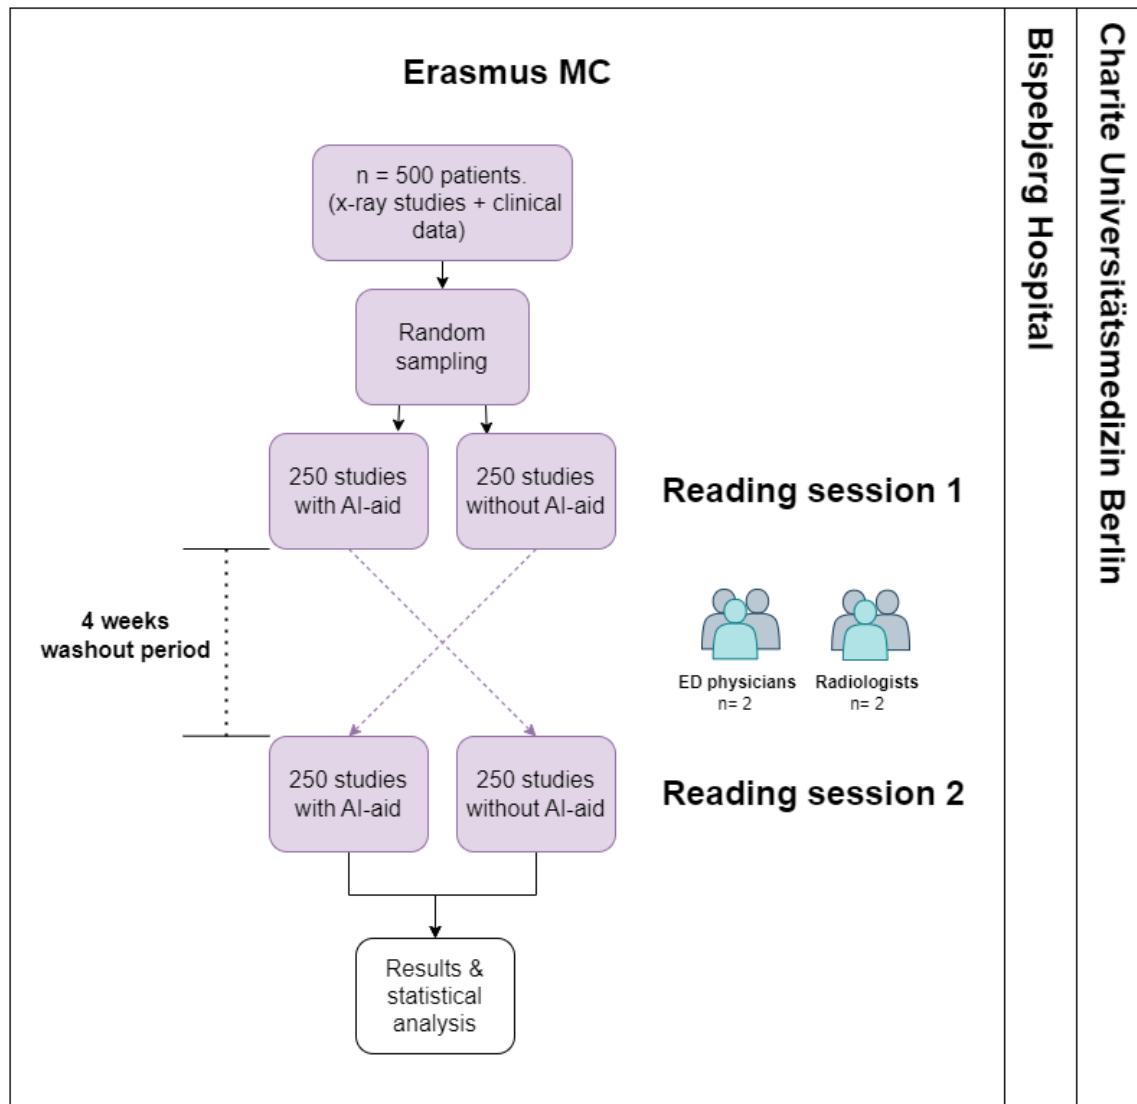 Erasmus MC
n = 500 patients.
(x-ray studies + clinical
data)
Random
sampling
250 studies
with AI-aid
250 studies
without AI-aid
Reading session 1
4 weeks
washout period
ED physicians
n= 2
Radiologists
n= 2
250 studies
with AI-aid
250 studies
without AI-aid
Reading session 2
Results &
statistical
analysis
Bispebjerg Hospital
Charite Universitätsmedizin Berlin